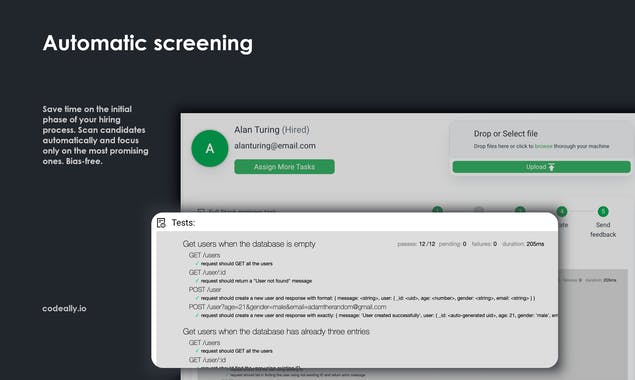 Automatic screening
Save time on the initial
phase of your hiring
process. Scan candidates
automatically and focus
only on the most promising
ones. Bias-free.
codeally.io
A
Alan Turing (Hired)
alanturing@email.com
Assign More Tasks
Drop or Select file
Drop files here or click to browse thorough your machine
Upload
4
5
Send
feedback
Tests:
Get users when the database is empty
passes: 12 /12 pending: 0 failures: 0 duration: 205ms
GET /users
✓ request should GET all the users
GET /user/:id
✓ request should return a "User not found" message
POST /user
✓ request should create a new user and response with format: { message: <string>, user: { _id: <uid>, age: <number>, gender: <string>, email: <string> } }
POST /user?age=21&gender=male&email=adamtherandom@gmail.com
✓ request should create a new user and response with exactly: { message: 'User created successfully', user: { _id: <auto-generated uid>, age: 21, gender: 'male', em
Get users when the database has already three entries
GET /users
✓ request should GET all the users
GET /user/:id